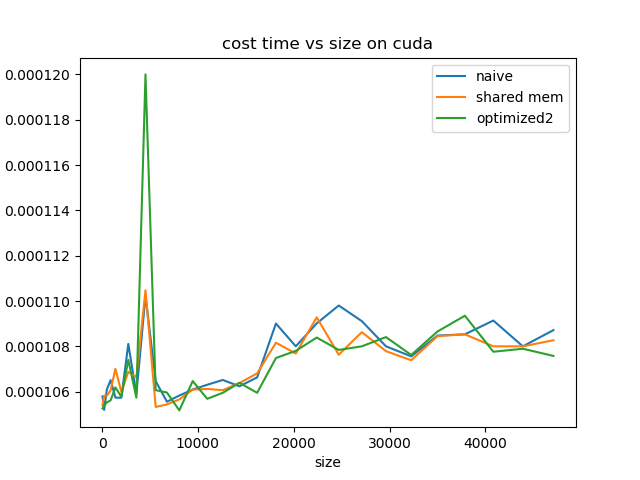 cost time vs size on cuda
0.000120
0.000118
0.000116
0.000114
0.000112
0.000110
0.000108
0.000106
naive
shared mem
optimized2
0 10000 20000 30000 40000
size